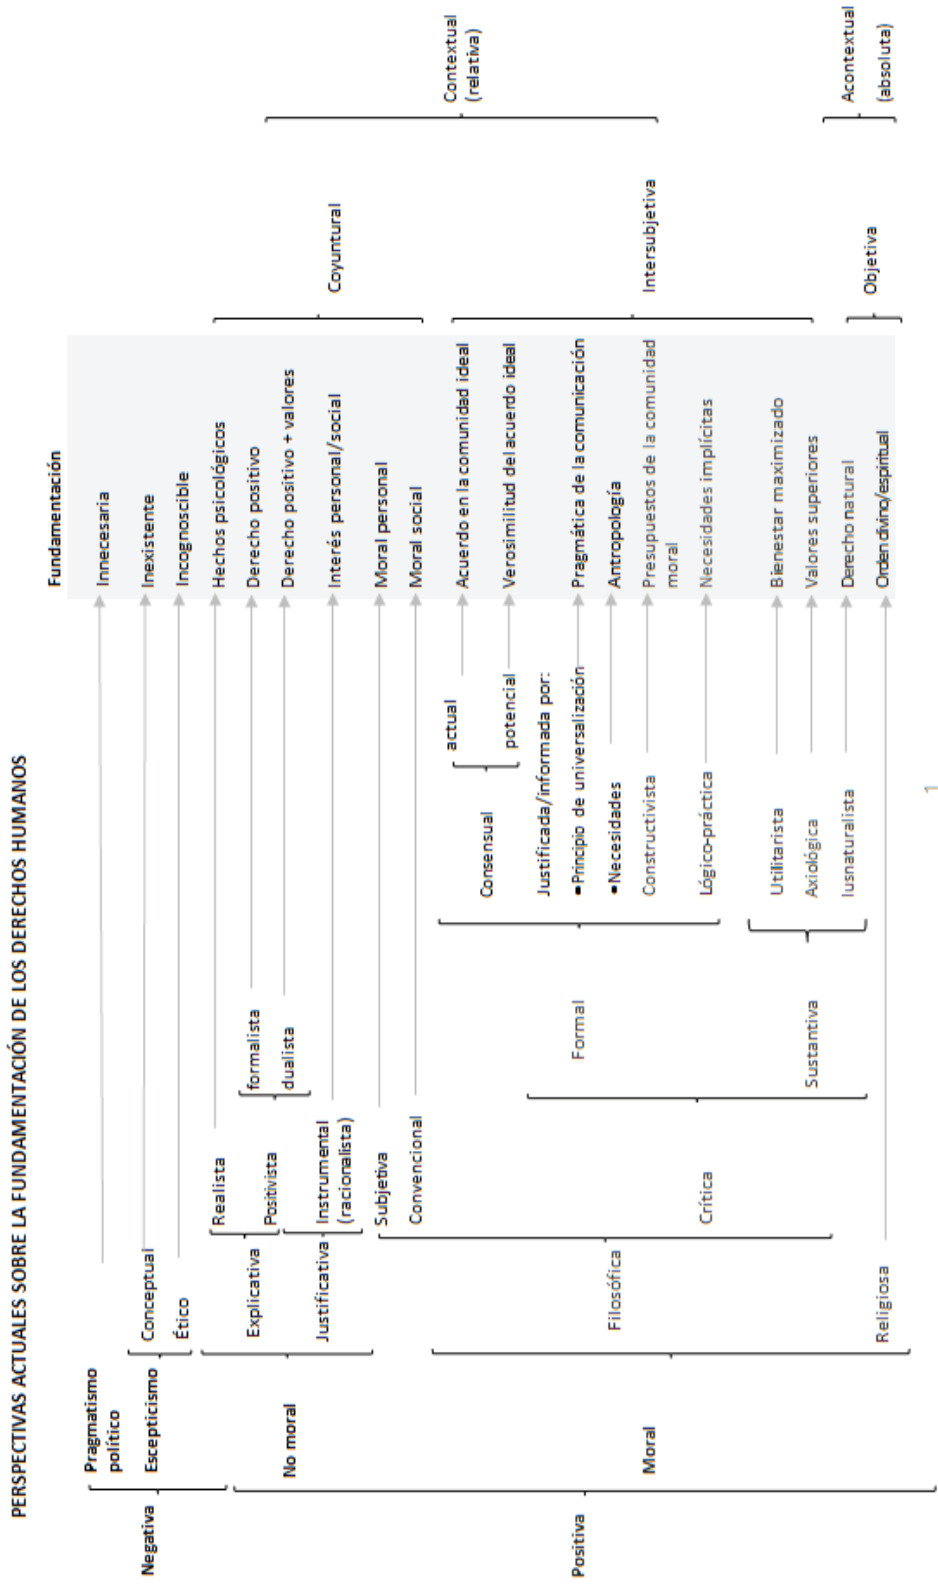 PERSPECTIVAS ACTUALES SOBRE LA FUNDAMENTACIÓN DE LOS DERECHOS HUMANOS
Fundamentación
Negativa
Pragmatismo
político
Innecesaria
Escepticismo
Conceptual
Inexistente
Ético
Incognoscible
Positiva
No moral
Explicativa
Realista
Hechos psicológicos
Positivista
formalista
Derecho positivo
dualista
Derecho positivo + valores
Justificativa
Instrumental
(racionalista)
Interés personal/social
Moral
Filosófica
Subjetiva
Moral personal
Convencional
Moral social
Crítica
Formal
Consensual
actual
Acuerdo en la comunidad ideal
potencial
Verosimilitud del acuerdo ideal
Justificada/informada por:
▪Principio de universalización
Pragmática de la comunicación
▪Necesidades
Antropología
Constructivista
Presupuestos de la comunidad
moral
Lógico-práctica
Necesidades implícitas
Sustantiva
Utilitarista
Bienestar maximizado
Axiológica
Valores superiores
Iusnaturalista
Derecho natural
Religiosa
Orden divino/espiritual
Coyuntural
Intersubjetiva
Objetiva
Contextual
(relativa)
Acontextual
(absoluta)
1